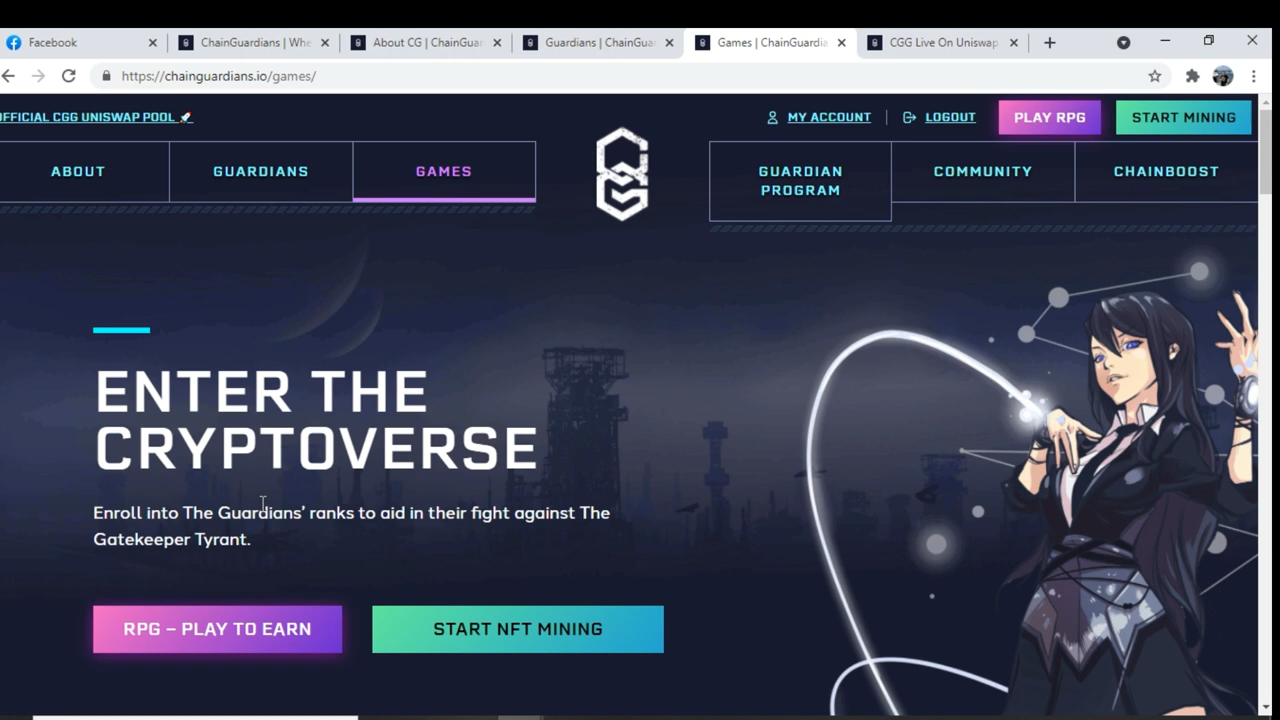 Facebook
ChainGuardians | Whe
About CG | ChainGuar
Guardians | ChainGua
Games | ChainGuardia
CGG Live On Uniswap
https://chainguardians.io/games/
OFFICIAL CGG UNISWAP POOL 🚀
MY ACCOUNT
LOGOUT
PLAY RPG
START MINING
ABOUT
GUARDIANS
GAMES
GUARDIAN
PROGRAM
COMMUNITY
CHAINBOOST
ENTER THE
CRYPTOVERSE
Enroll into The Guardians’ ranks to aid in their fight against The
Gatekeeper Tyrant.
RPG – PLAY TO EARN
START NFT MINING